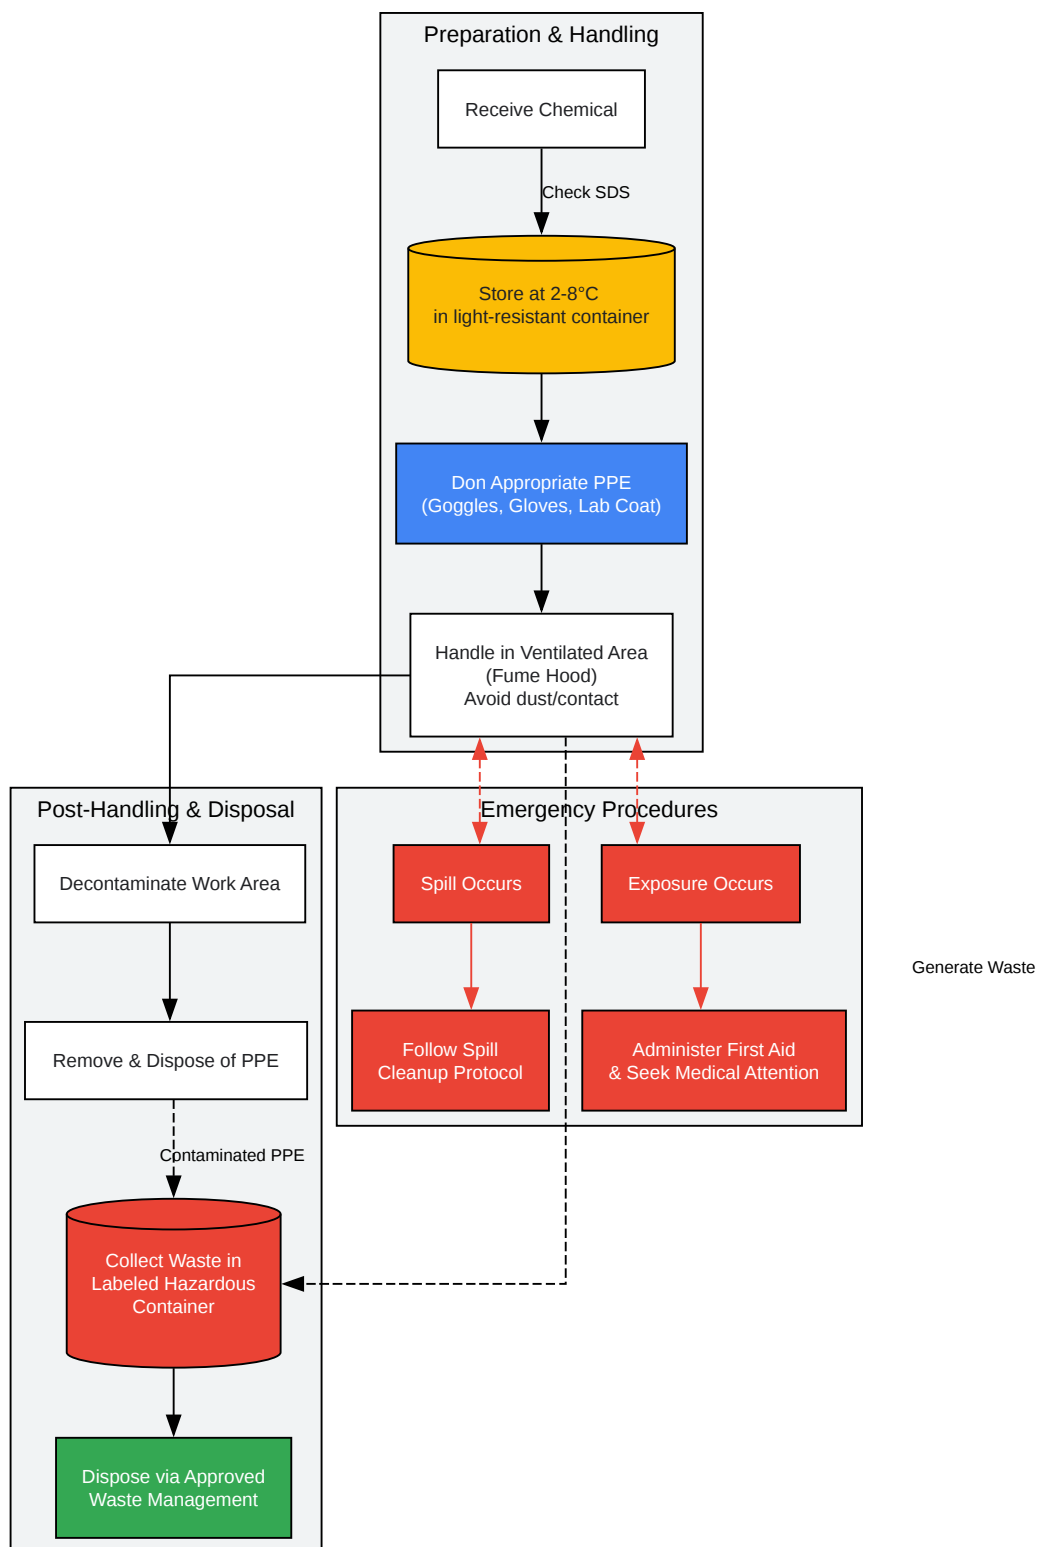 Preparation & Handling
Receive Chemical
Check SDS
Store at 2-8°C
in light-resistant container
Don Appropriate PPE
(Goggles, Gloves, Lab Coat)
Handle in Ventilated Area
(Fume Hood)
Avoid dust/contact
Post-Handling & Disposal
Decontaminate Work Area
Remove & Dispose of PPE
Contaminated PPE
Collect Waste in
Labeled Hazardous
Container
Dispose via Approved
Waste Management
Emergency Procedures
Spill Occurs
Exposure Occurs
Follow Spill
Cleanup Protocol
Administer First Aid
& Seek Medical Attention
Generate Waste